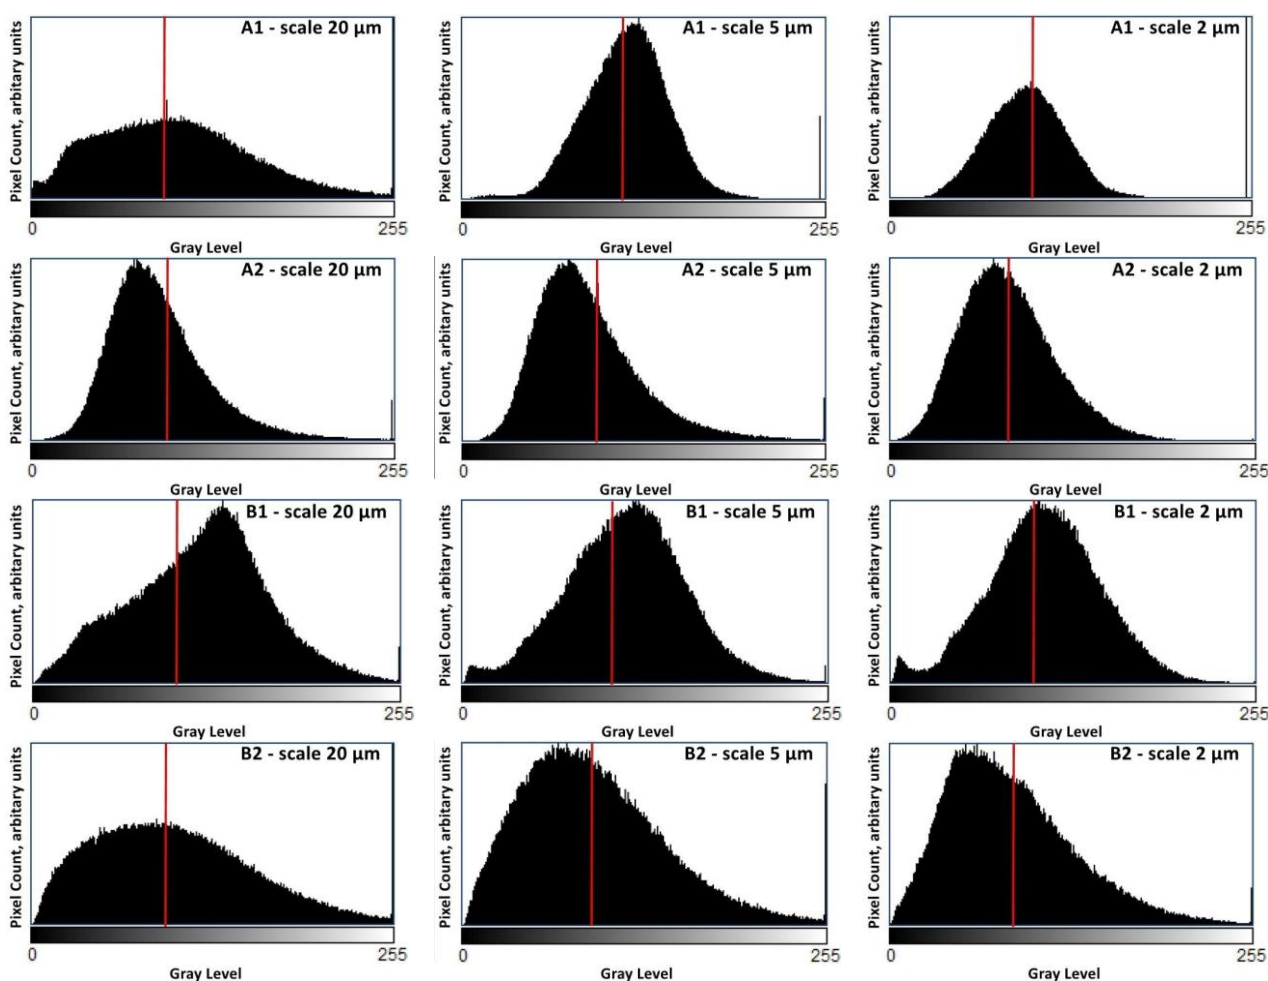 A1 - scale 20 µm
Pixel Count, arbitary units
0
255
Gray Level
A1 - scale 5 µm
Pixel Count, arbitary units
0
255
Gray Level
A1 - scale 2 µm
Pixel Count, arbitary units
0
255
Gray Level
A2 - scale 20 µm
Pixel Count, arbitary units
0
255
Gray Level
A2 - scale 5 µm
Pixel Count, arbitary units
0
255
Gray Level
A2 - scale 2 µm
Pixel Count, arbitary units
0
255
Gray Level
B1 - scale 20 µm
Pixel Count, arbitary units
0
255
Gray Level
B1 - scale 5 µm
Pixel Count, arbitary units
0
255
Gray Level
B1 - scale 2 µm
Pixel Count, arbitary units
0
255
Gray Level
B2 - scale 20 µm
Pixel Count, arbitary units
0
255
Gray Level
B2 - scale 5 µm
Pixel Count, arbitary units
0
255
Gray Level
B2 - scale 2 µm
Pixel Count, arbitary units
0
255
Gray Level